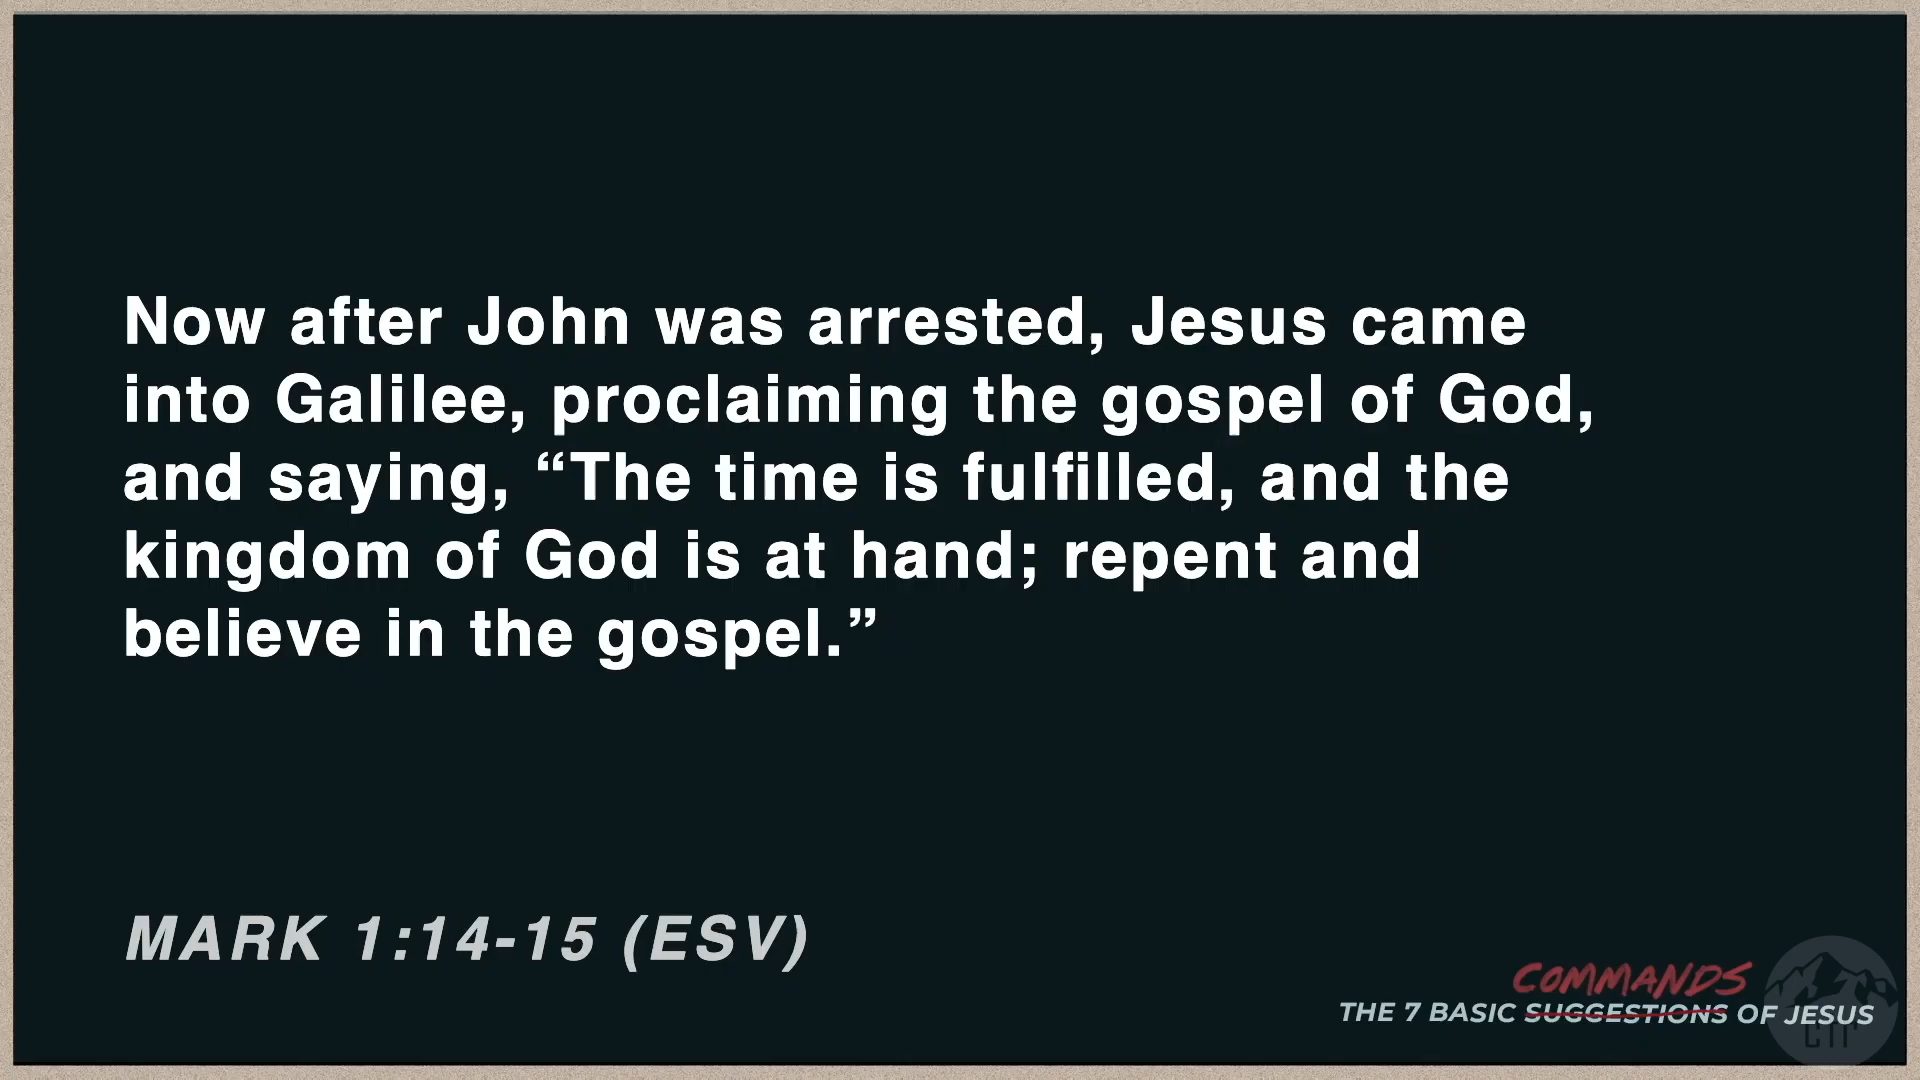 Now after John was arrested, Jesus came
into Galilee, proclaiming the gospel of God,
and saying, “The time is fulfilled, and the
kingdom of God is at hand; repent and
believe in the gospel.”
MARK 1:14-15 (ESV)
COMMANDS
THE 7 BASIC SUGGESTIONS OF JESUS